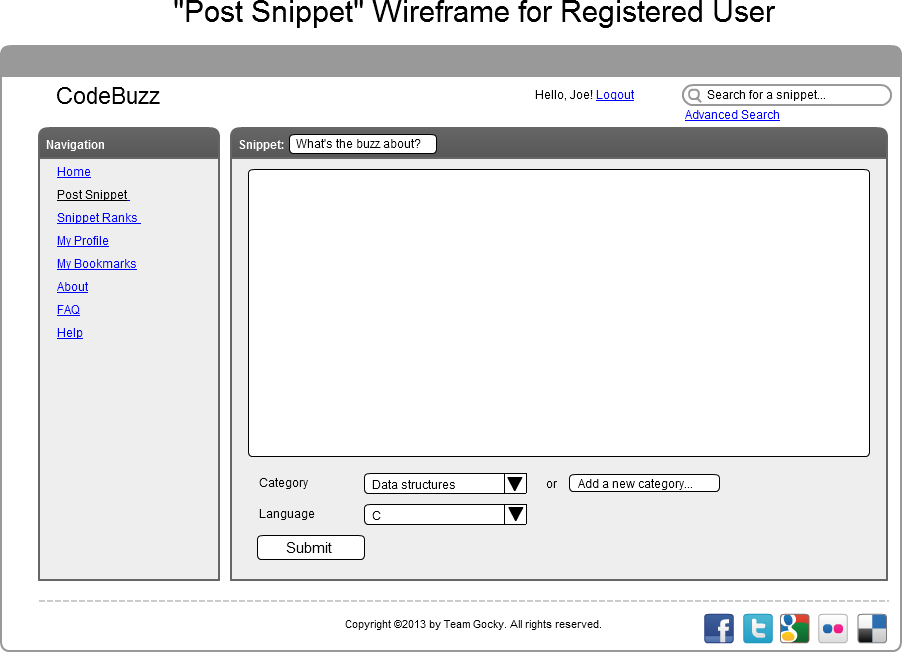 "Post Snippet" Wireframe for Registered User
CodeBuzz
Hello, Joe! Logout
Search for a snippet...
Advanced Search
Navigation
Home
Post Snippet
Snippet Ranks
My Profile
My Bookmarks
About
FAQ
Help
Snippet: What's the buzz about?
Category Data structures or Add a new category...
Language C
Submit
Copyright ©2013 by Team Gocky. All rights reserved.
f t g